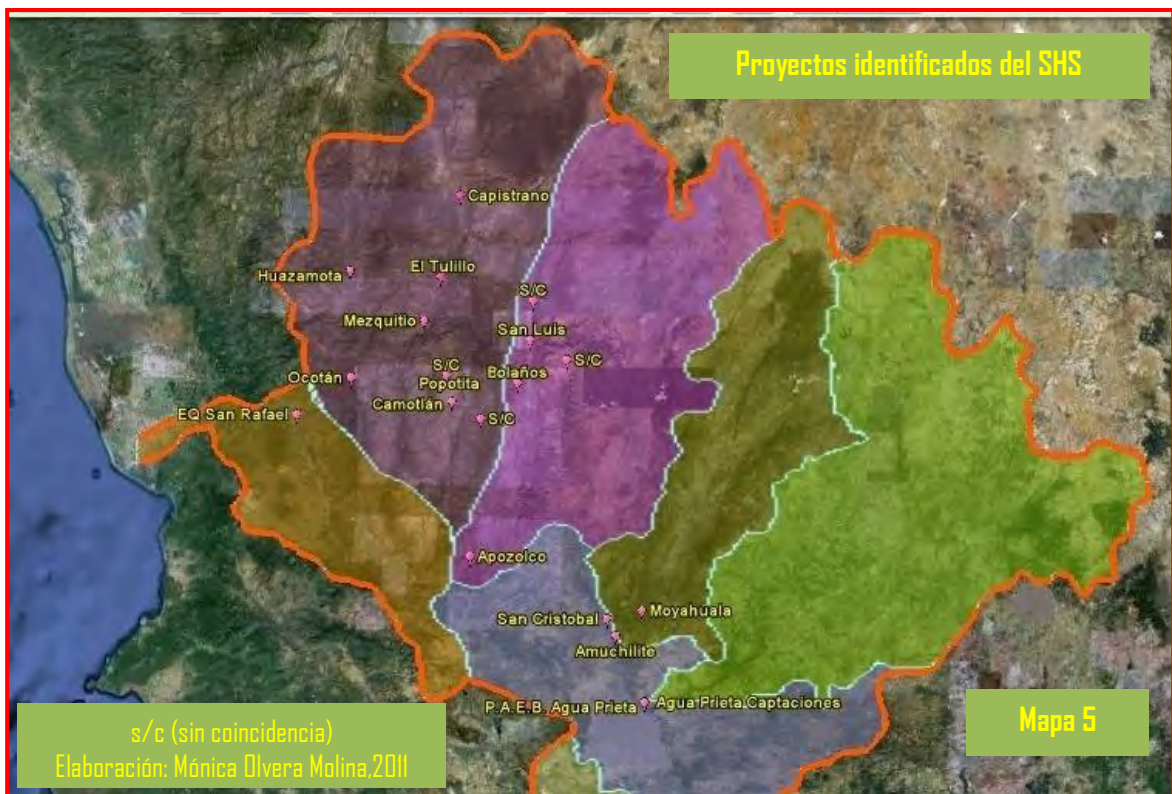 Proyectos identificados del SHS
Capistrano
Huazamota
El Tulillo
S/C
Mezquitio
San Luis
S/C
S/C
Bolaños
Ocotán
Popotita
Camotlán
EQ San Rafael
S/C
Apozolco
Moyahuala
San Cristobal
Amuchilite
P.A.E.B. Agua Prieta
Agua Prieta Captaciones
Mapa 5
s/c (sin coincidencia)
Elaboración: Mónica Olvera Molina,2011